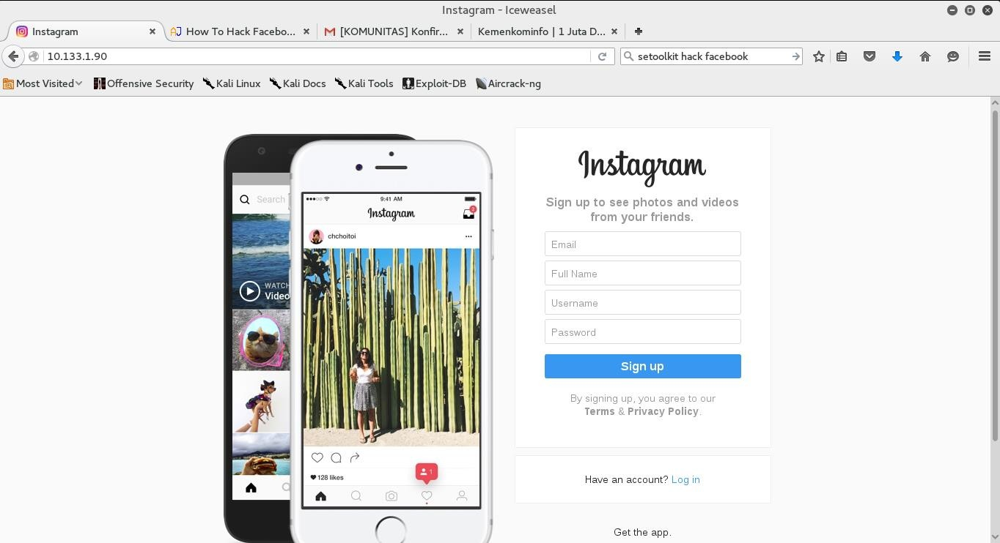 Instagram - Iceweasel
Instagram
How To Hack Facebo...
[KOMUNITAS] Konfir...
Kemenkominfo | 1 Juta D...
10.133.1.90
setoolkit hack facebook
Most Visited
Offensive Security
Kali Linux
Kali Docs
Kali Tools
Exploit-DB
Aircrack-ng
Search
WATCH
Video
9:41 AM
Instagram
2
chchoitoi
1
128 likes
Instagram
Sign up to see photos and videos
from your friends.
Email
Full Name
Username
Password
Sign up
By signing up, you agree to our
Terms & Privacy Policy.
Have an account? Log in
Get the app.